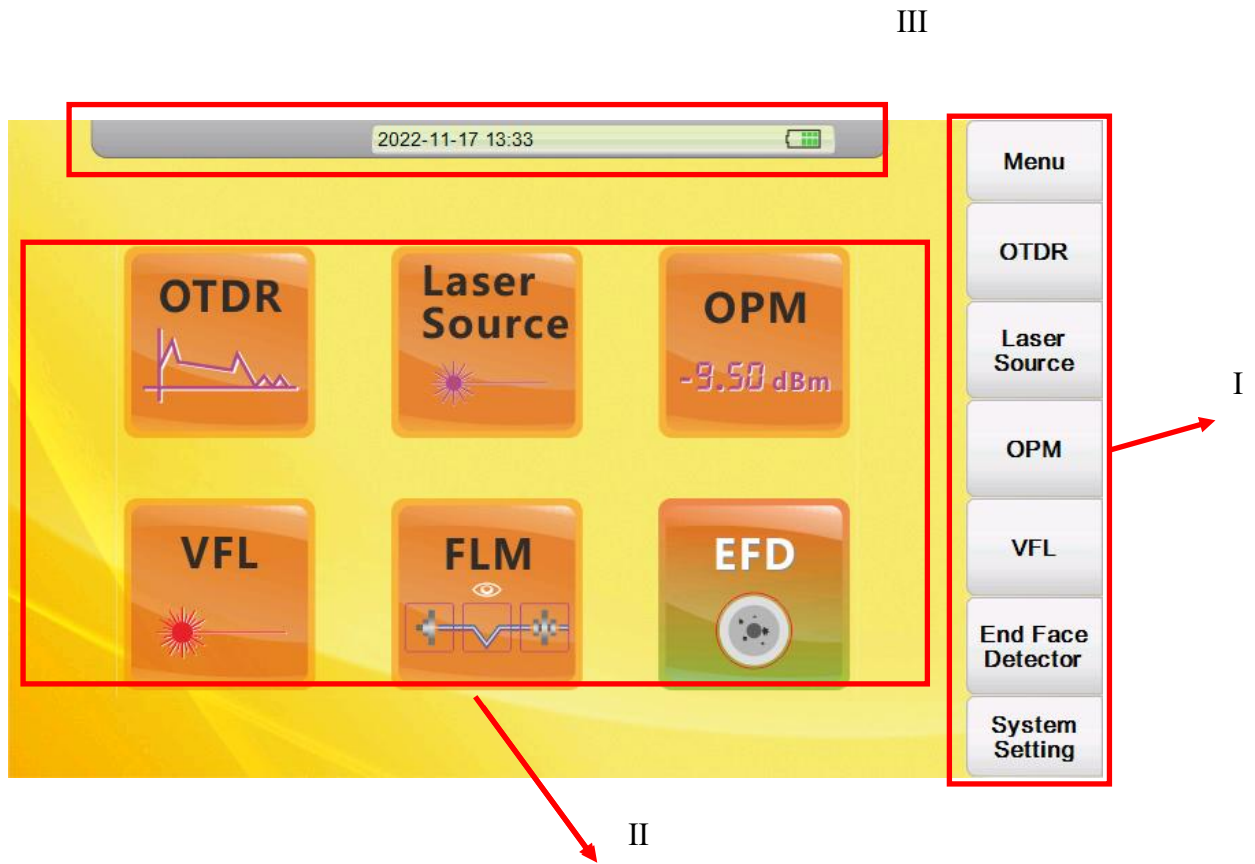 III
2022-11-17 13:33
Menu
OTDR
Laser
Source
OPM
VFL
End Face
Detector
System
Setting
I
OTDR
Laser
Source
OPM
-9.50 dBm
VFL
FLM
EFD
II